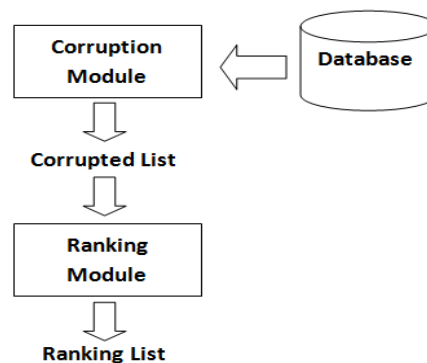 Corruption
Module
Database
Corrupted List
Ranking
Module
Ranking List